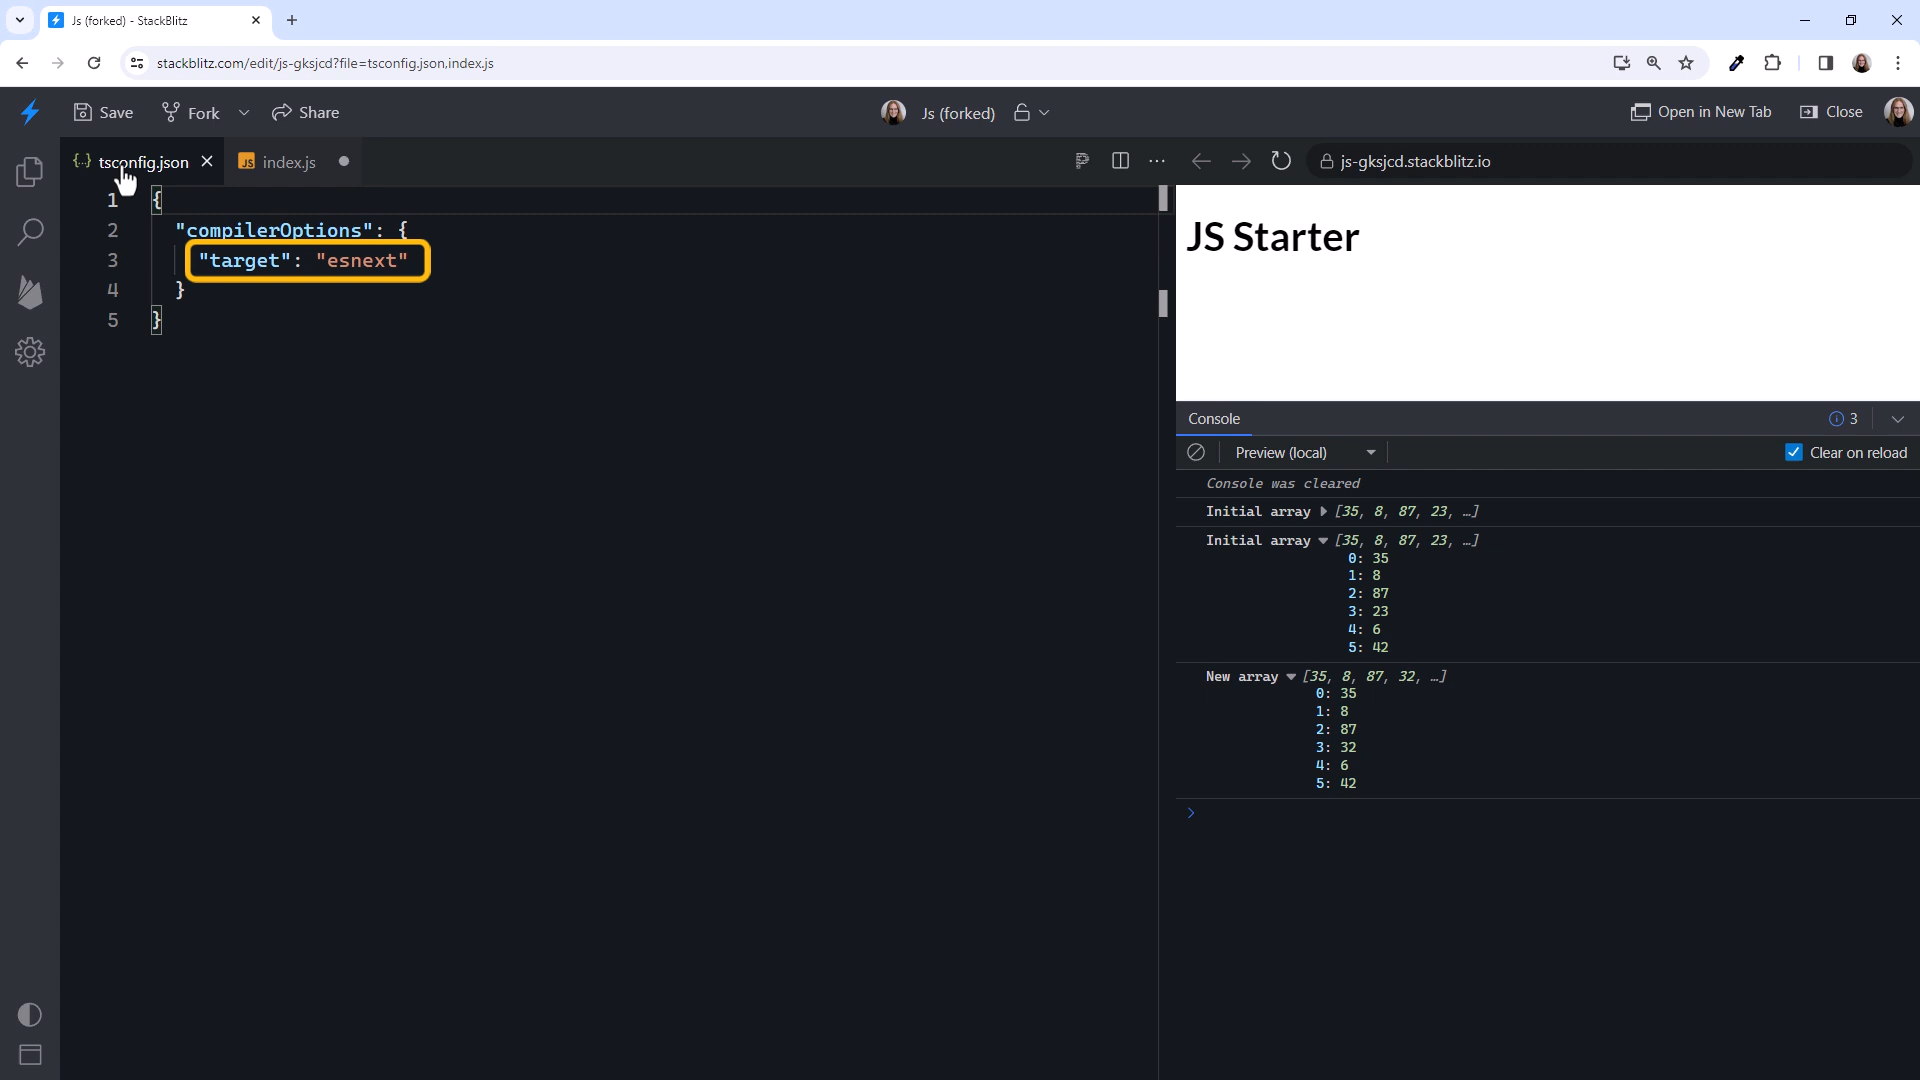 Js (forked) - StackBlitz
stackblitz.com/edit/js-gksjcd?file=tsconfig.json,index.js
Save Fork Share
Js (forked)
Open in New Tab Close
{..} tsconfig.json
JS index.js
js-gksjcd.stackblitz.io
1 {
2 "compilerOptions": {
3 "target": "esnext"
4 }
5 }
JS Starter
Console
3
Preview (local)
Clear on reload
Console was cleared
Initial array [35, 8, 87, 23, …]
Initial array [35, 8, 87, 23, …]
0: 35
1: 8
2: 87
3: 23
4: 6
5: 42
New array [35, 8, 87, 32, …]
0: 35
1: 8
2: 87
3: 32
4: 6
5: 42